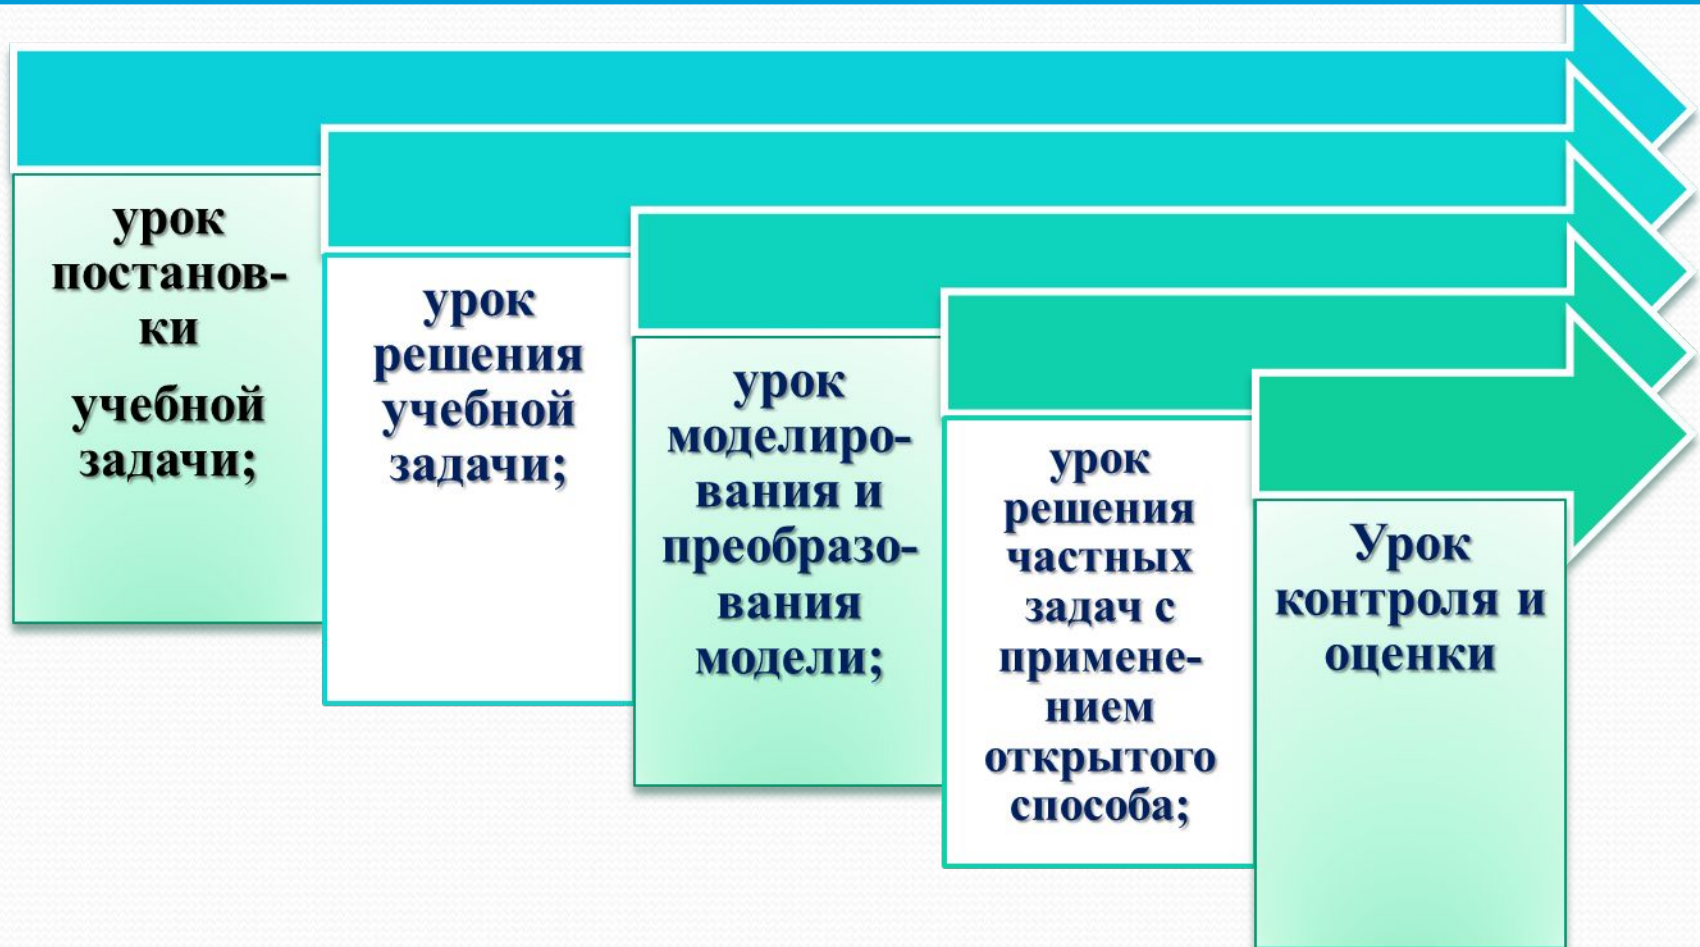 урок
постанов-
ки
учебной
задачи;
урок
решения
учебной
задачи;
урок
моделиро-
вания и
преобразо-
вания
модели;
урок
решения
частных
задач с
примене-
нием
открытого
способа;
Урок
контроля и
оценки